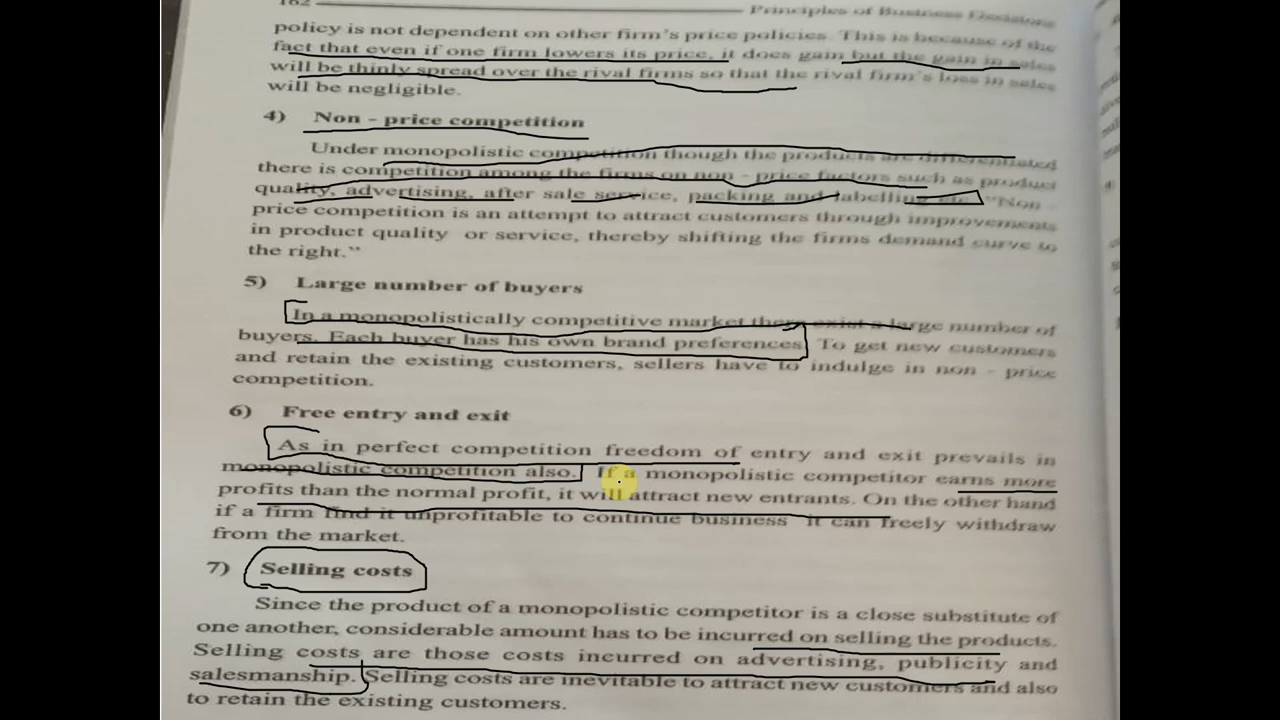 162
Principles of Business Decisions
policy is not dependent on other firm's price policies. This is because of the
fact that even if one firm lowers its price, it does gain but the gain in sales
will be thinly spread over the rival firms so that the rival firm's loss in sales
will be negligible.
4) Non - price competition
Under monopolistic competition though the products are differentiated
there is competition among the firms on non - price factors such as product
quality, advertising, after sale service, packing and labelling etc. "Non -
price competition is an attempt to attract customers through improvements
in product quality or service, thereby shifting the firms demand curve to
the right."
5) Large number of buyers
In a monopolistically competitive market there exist a large number of
buyers. Each buyer has his own brand preferences. To get new customers
and retain the existing customers, sellers have to indulge in non - price
competition.
6) Free entry and exit
As in perfect competition freedom of entry and exit prevails in
monopolistic competition also. If a monopolistic competitor earns more
profits than the normal profit, it will attract new entrants. On the other hand
if a firm find it unprofitable to continue business it can freely withdraw
from the market.
7) Selling costs
Since the product of a monopolistic competitor is a close substitute of
one another, considerable amount has to be incurred on selling the products.
Selling costs are those costs incurred on advertising, publicity and
salesmanship. Selling costs are inevitable to attract new customers and also
to retain the existing customers.